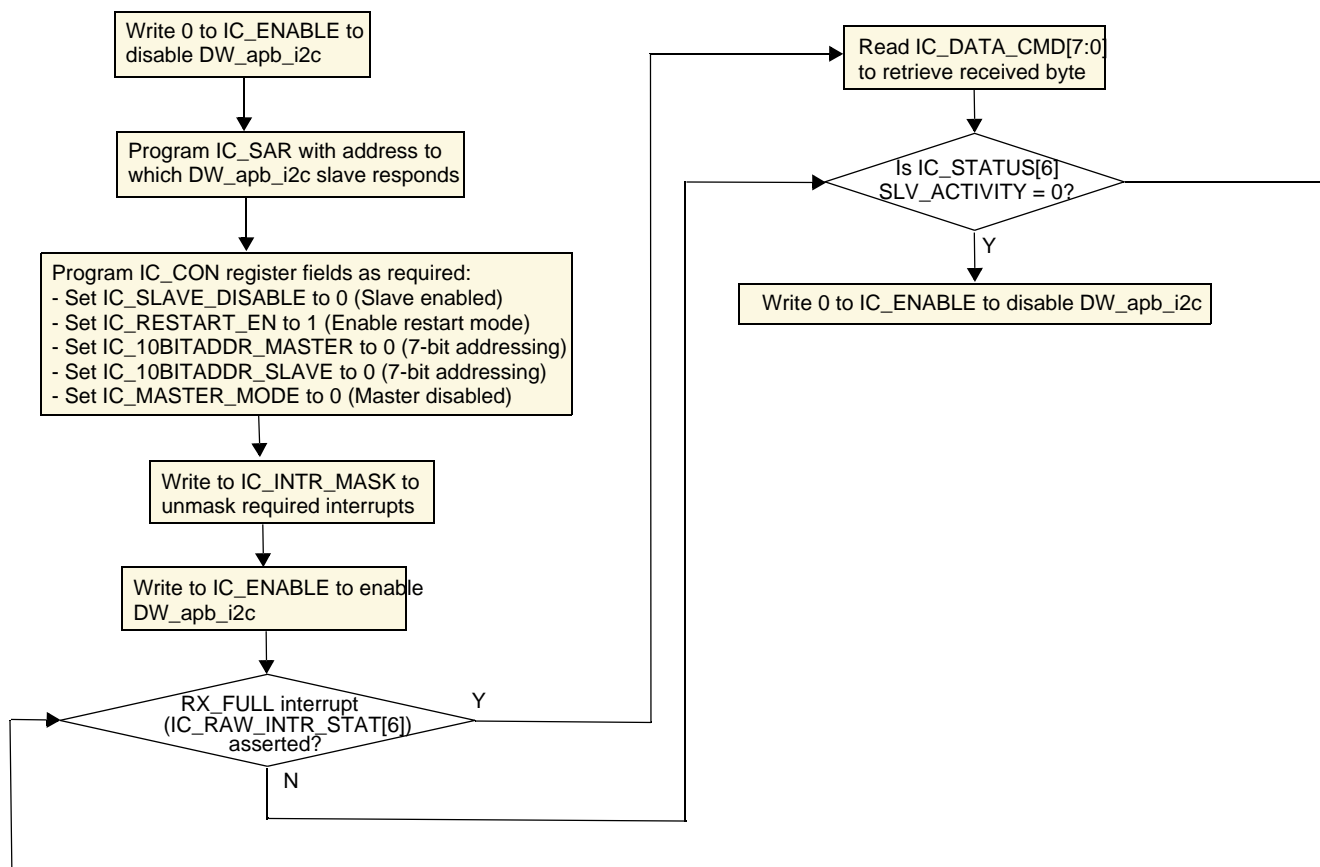 Write 0 to IC_ENABLE to
disable DW_apb_i2c
Program IC_SAR with address to
which DW_apb_i2c slave responds
Program IC_CON register fields as required:
- Set IC_SLAVE_DISABLE to 0 (Slave enabled)
- Set IC_RESTART_EN to 1 (Enable restart mode)
- Set IC_10BITADDR_MASTER to 0 (7-bit addressing)
- Set IC_10BITADDR_SLAVE to 0 (7-bit addressing)
- Set IC_MASTER_MODE to 0 (Master disabled)
Write to IC_INTR_MASK to
unmask required interrupts
Write to IC_ENABLE to enable
DW_apb_i2c
RX_FULL interrupt
(IC_RAW_INTR_STAT[6])
asserted?
Y
N
Read IC_DATA_CMD[7:0]
to retrieve received byte
Is IC_STATUS[6]
SLV_ACTIVITY = 0?
Y
Write 0 to IC_ENABLE to disable DW_apb_i2c